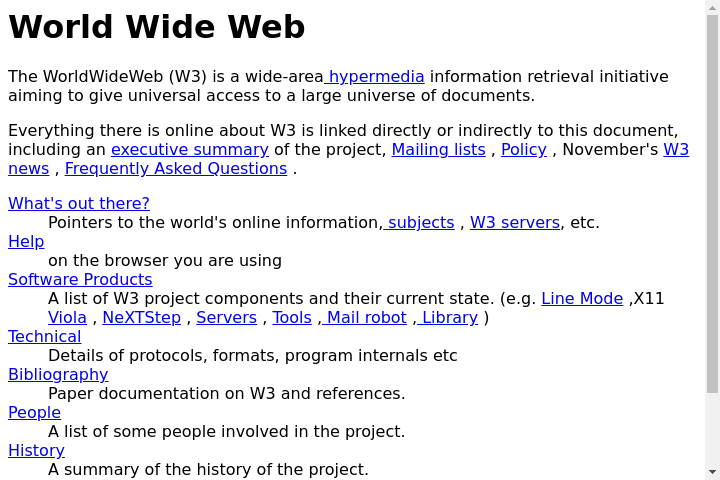 World Wide Web
The WorldWideWeb (W3) is a wide-area hypermedia information retrieval initiative
aiming to give universal access to a large universe of documents.
Everything there is online about W3 is linked directly or indirectly to this document,
including an executive summary of the project, Mailing lists , Policy , November's W3
news , Frequently Asked Questions .
What's out there?
Pointers to the world's online information, subjects , W3 servers, etc.
Help
on the browser you are using
Software Products
A list of W3 project components and their current state. (e.g. Line Mode ,X11
Viola , NeXTStep , Servers , Tools , Mail robot , Library )
Technical
Details of protocols, formats, program internals etc
Bibliography
Paper documentation on W3 and references.
People
A list of some people involved in the project.
History
A summary of the history of the project.